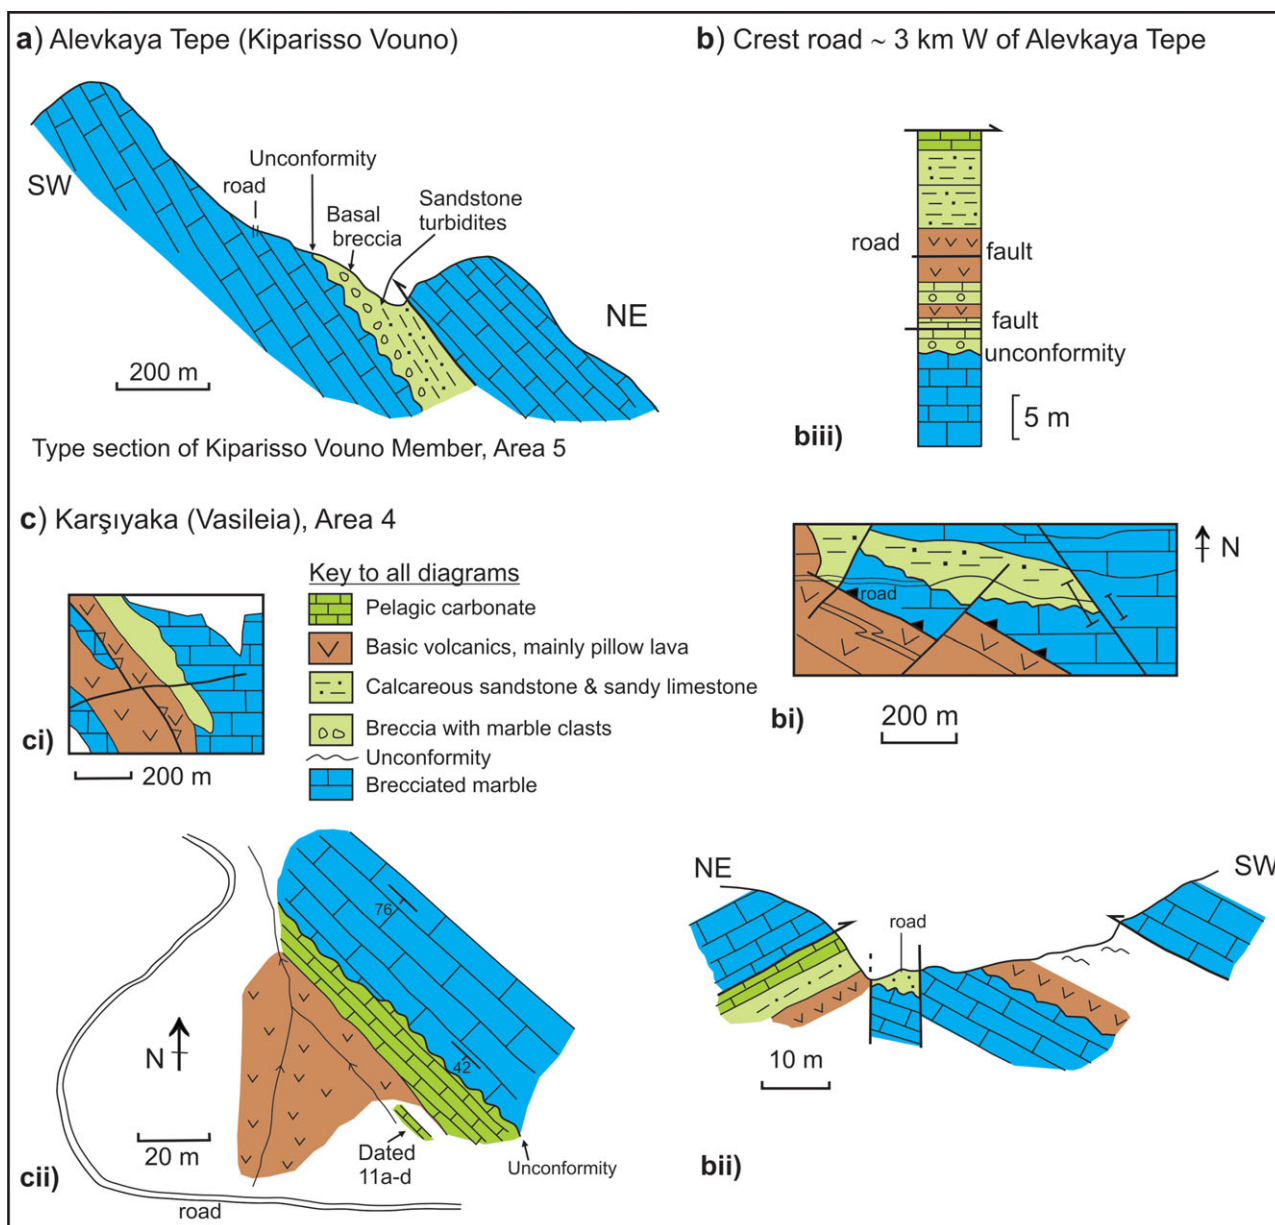 a) Alevkaya Tepe (Kiparisso Vouno)
SW
road
Unconformity
Basal
breccia
Sandstone
turbidites
NE
200 m
Type section of Kiparisso Vouno Member, Area 5
b) Crest road ~ 3 km W of Alevkaya Tepe
road
fault
fault
unconformity
5 m
biii)
N
road
200 m
bi)
c) Karşıyaka (Vasileia), Area 4
ci)
200 m
Key to all diagrams
Pelagic carbonate
Basic volcanics, mainly pillow lava
Calcareous sandstone & sandy limestone
Breccia with marble clasts
Unconformity
Brecciated marble
76
42
N
20 m
Dated
11a-d
Unconformity
road
cii)
NE
SW
road
10 m
bii)